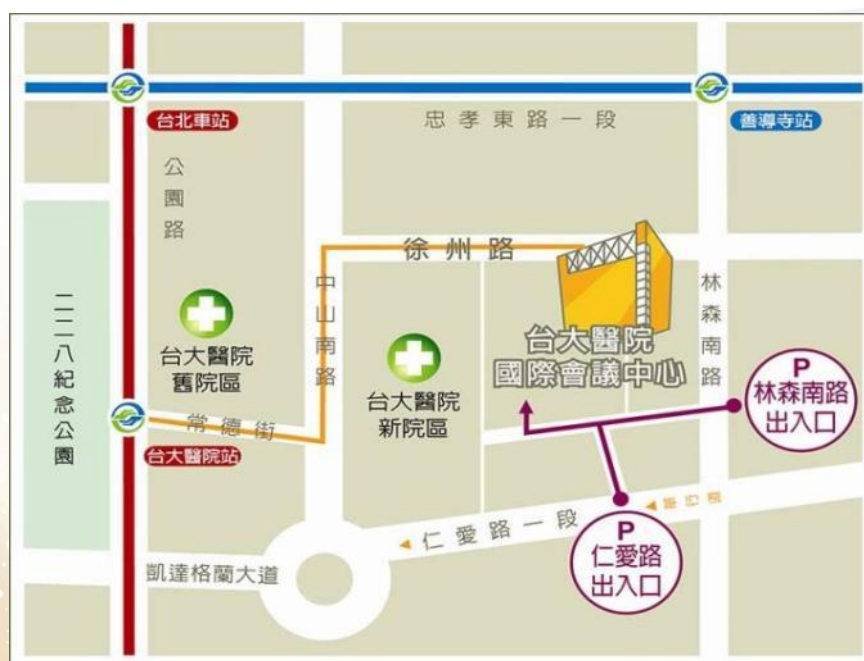 台北車站
忠孝東路一段
善導寺站
公園路
徐州路
中山南路
林森南路
二二八紀念公園
台大醫院
舊院區
台大醫院
新院區
台大醫院
國際會議中心
P
林森南路
出入口
常德街
台大醫院站
單行道
仁愛路一段
P
仁愛路
出入口
凱達格蘭大道